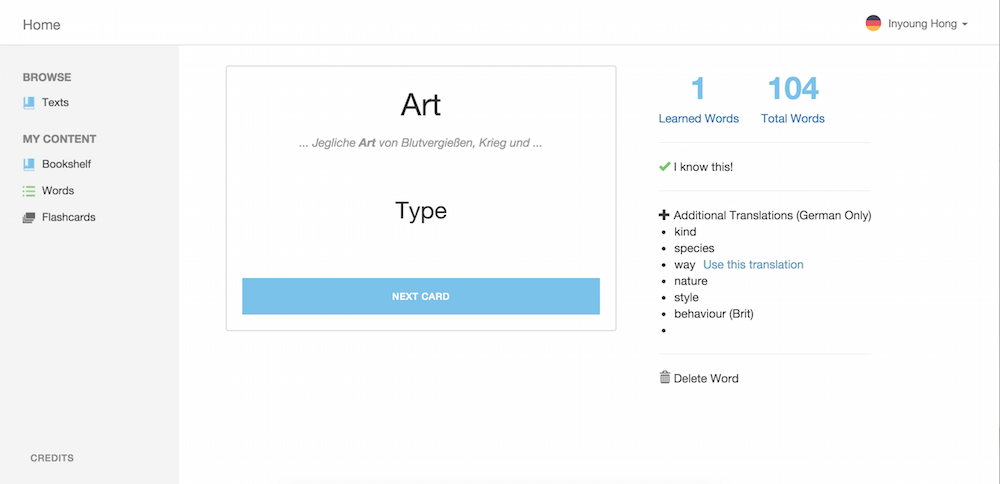 Home
Inyoung Hong
BROWSE
Texts
MY CONTENT
Bookshelf
Words
Flashcards
CREDITS
Art
... Jegliche Art von Blutvergießen, Krieg und ...
Type
NEXT CARD
1 104
Learned Words Total Words
I know this!
Additional Translations (German Only)
kind
species
way Use this translation
nature
style
behaviour (Brit)
Delete Word